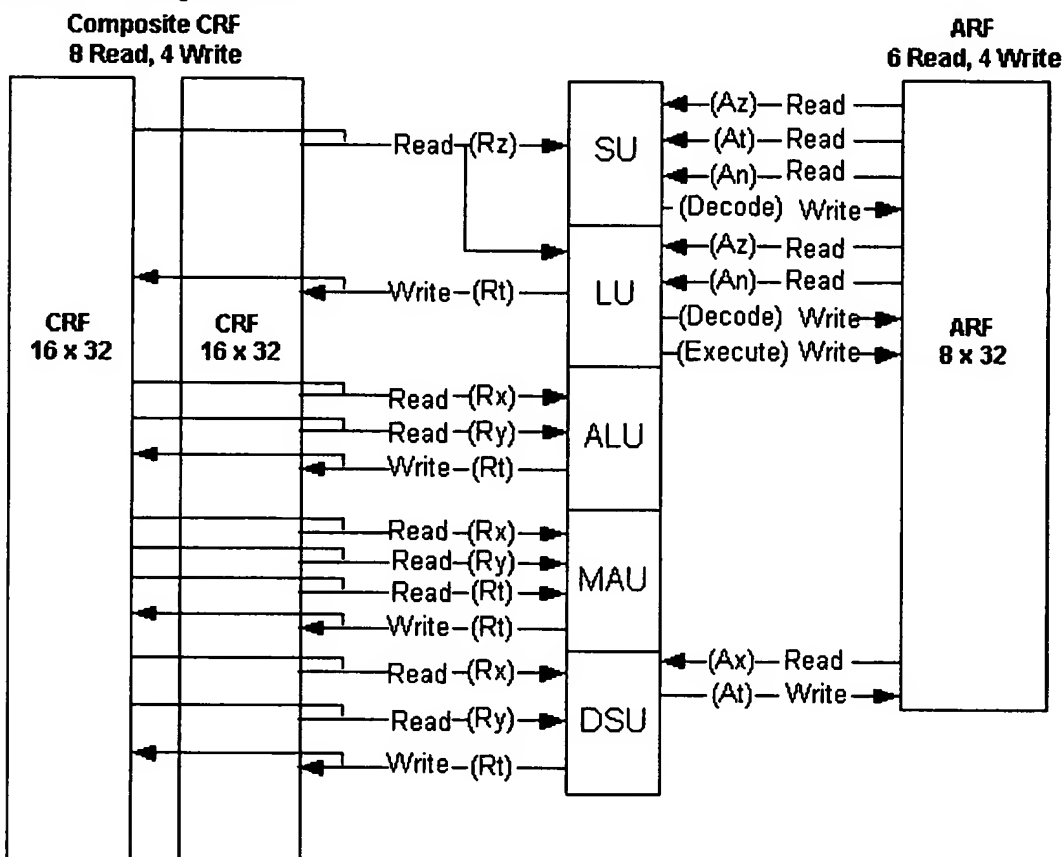 Composite CRF
8 Read, 4 Write
ARF
6 Read, 4 Write
CRF
16 x 32
CRF
16 x 32
Read (Rz)
Write (Rt)
Read (Rx)
Read (Ry)
Write (Rt)
Read (Rx)
Read (Ry)
Read (Rt)
Write (Rt)
Read (Rx)
Read (Ry)
Write (Rt)
SU
LU
ALU
MAU
DSU
(Az) Read
(At) Read
(An) Read
(Decode) Write
(Az) Read
(An) Read
(Decode) Write
(Execute) Write
(Ax) Read
(At) Write
ARF
8 x 32